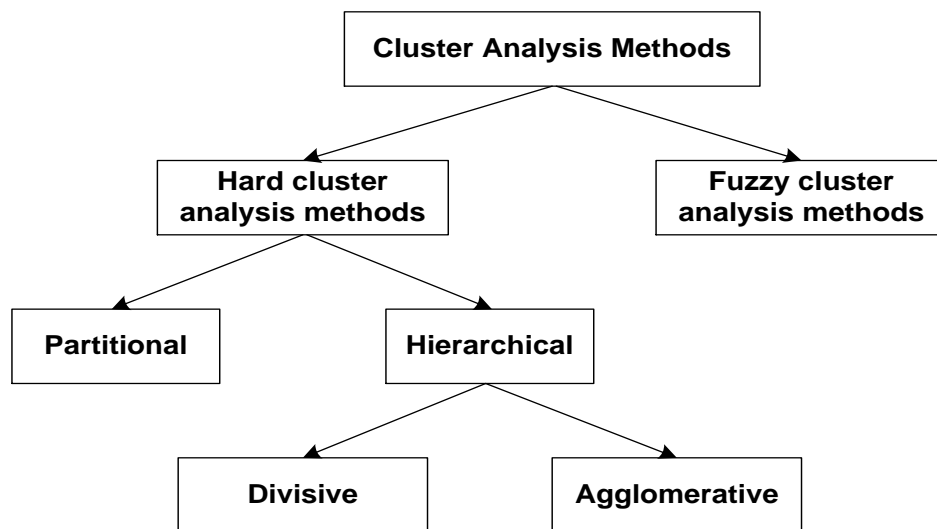 Cluster Analysis Methods
Hard cluster
analysis methods
Fuzzy cluster
analysis methods
Partitional
Hierarchical
Divisive
Agglomerative